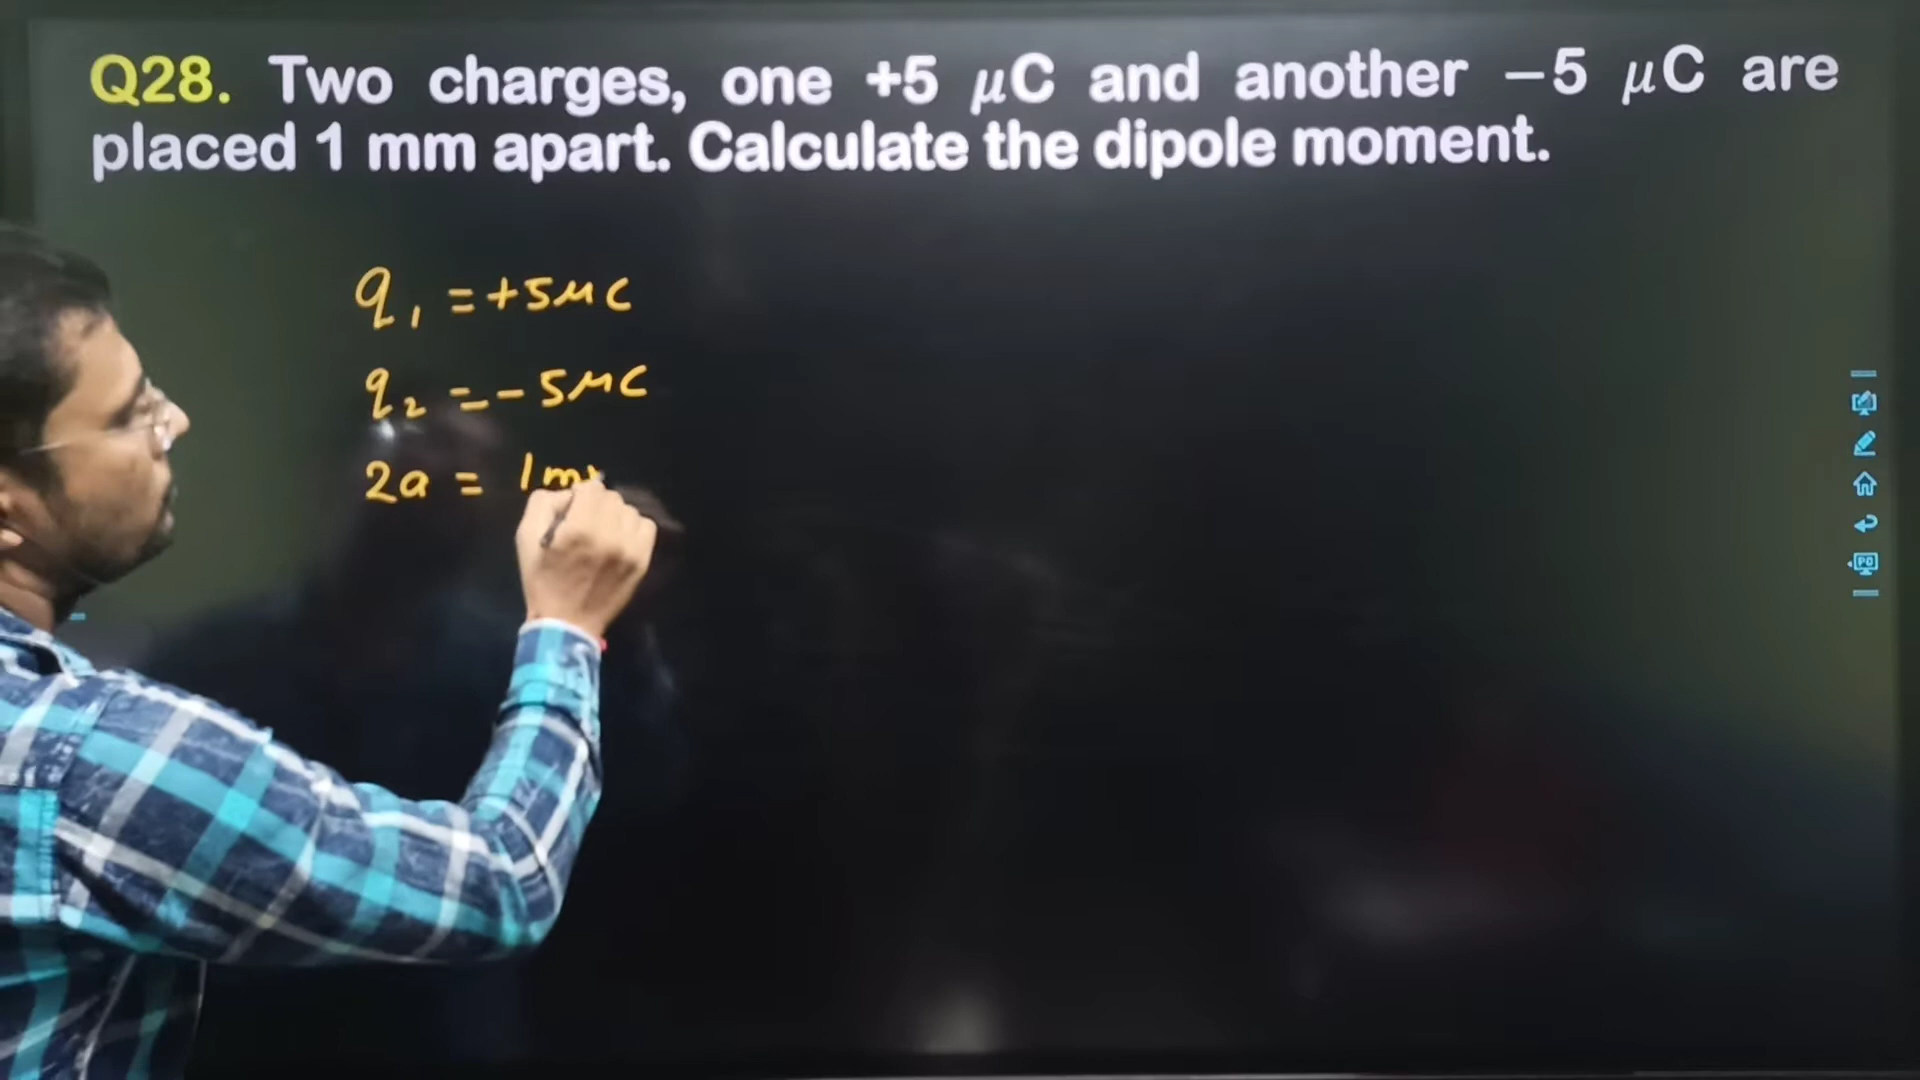 Q28. Two charges, one +5 μC and another −5 μC are
placed 1 mm apart. Calculate the dipole moment.
q₁ = +5μC
q₂ = - 5μC
2a = 1m